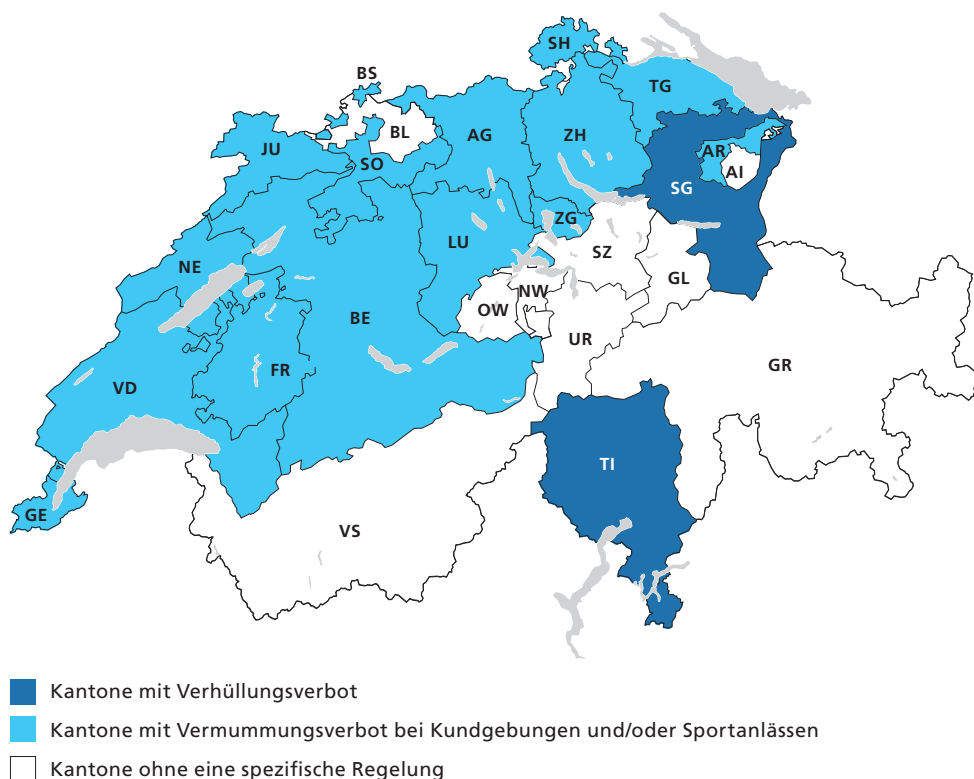 SH
BS
TG
BL
AG
ZH
JU
AR
SO
AI
SG
ZG
LU
SZ
NE
GL
NW
OW
BE
UR
GR
FR
VD
TI
GE
VS
Kantone mit Verhüllungsverbot
Kantone mit Vermummungsverbot bei Kundgebungen und/oder Sportanlässen
Kantone ohne eine spezifische Regelung